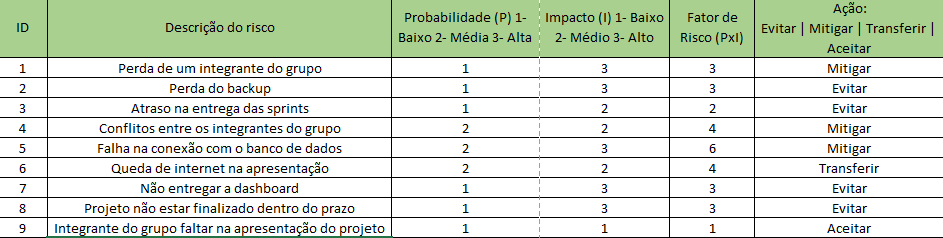 ID | Descrição do risco | Probabilidade (P) 1- Baixo 2- Média 3- Alta | Impacto (I) 1- Baixo 2- Médio 3- Alto | Fator de Risco (PxI) | Ação: Evitar | Mitigar | Transferir | Aceitar
1 | Perda de um integrante do grupo | 1 | 3 | 3 | Mitigar
2 | Perda do backup | 1 | 3 | 3 | Evitar
3 | Atraso na entrega das sprints | 1 | 2 | 2 | Evitar
4 | Conflitos entre os integrantes do grupo | 2 | 2 | 4 | Mitigar
5 | Falha na conexão com o banco de dados | 2 | 3 | 6 | Mitigar
6 | Queda de internet na apresentação | 2 | 2 | 4 | Transferir
7 | Não entregar a dashboard | 1 | 3 | 3 | Evitar
8 | Projeto não estar finalizado dentro do prazo | 1 | 3 | 3 | Evitar
9 | Integrante do grupo faltar na apresentação do projeto | 1 | 1 | 1 | Aceitar